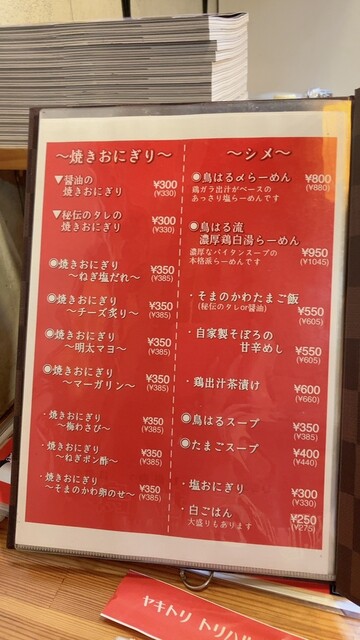 ～焼きおにぎり～
▼醤油の
焼きおにぎり ¥300
(¥330)
▼秘伝のタレの
焼きおにぎり ¥300
(¥330)
◉焼きおにぎり
～ねぎ塩だれ～ ¥350
(¥385)
◉焼きおにぎり
～チーズ炙り～ ¥350
(¥385)
◉焼きおにぎり
～明太マヨ～ ¥350
(¥385)
◉焼きおにぎり
～マーガリン～ ¥350
(¥385)
・焼きおにぎり
～梅わさび～ ¥350
(¥385)
・焼きおにぎり
～ねぎポン酢～ ¥350
(¥385)
・焼きおにぎり
～そまのかわ卵のせ～ ¥350
(¥385)
～シメ～
◉鳥はる〆らーめん ¥800
(¥880)
鶏ガラ出汁がベースの
あっさり塩らーめんです
◉鳥はる流
濃厚鶏白湯らーめん ¥950
(¥1045)
濃厚なパイタンスープの
本格派らーめんです
・そまのかわたまご飯 ¥550
(秘伝のタレor醤油) (¥605)
・自家製そぼろの
甘辛めし ¥550
(¥605)
・鶏出汁茶漬け ¥600
(¥660)
◉鳥はるスープ ¥350
(¥385)
◉たまごスープ ¥400
(¥440)
・塩おにぎり ¥300
(¥330)
・白ごはん ¥250
大盛りもあります (¥275)
ヤキトリ トリハル